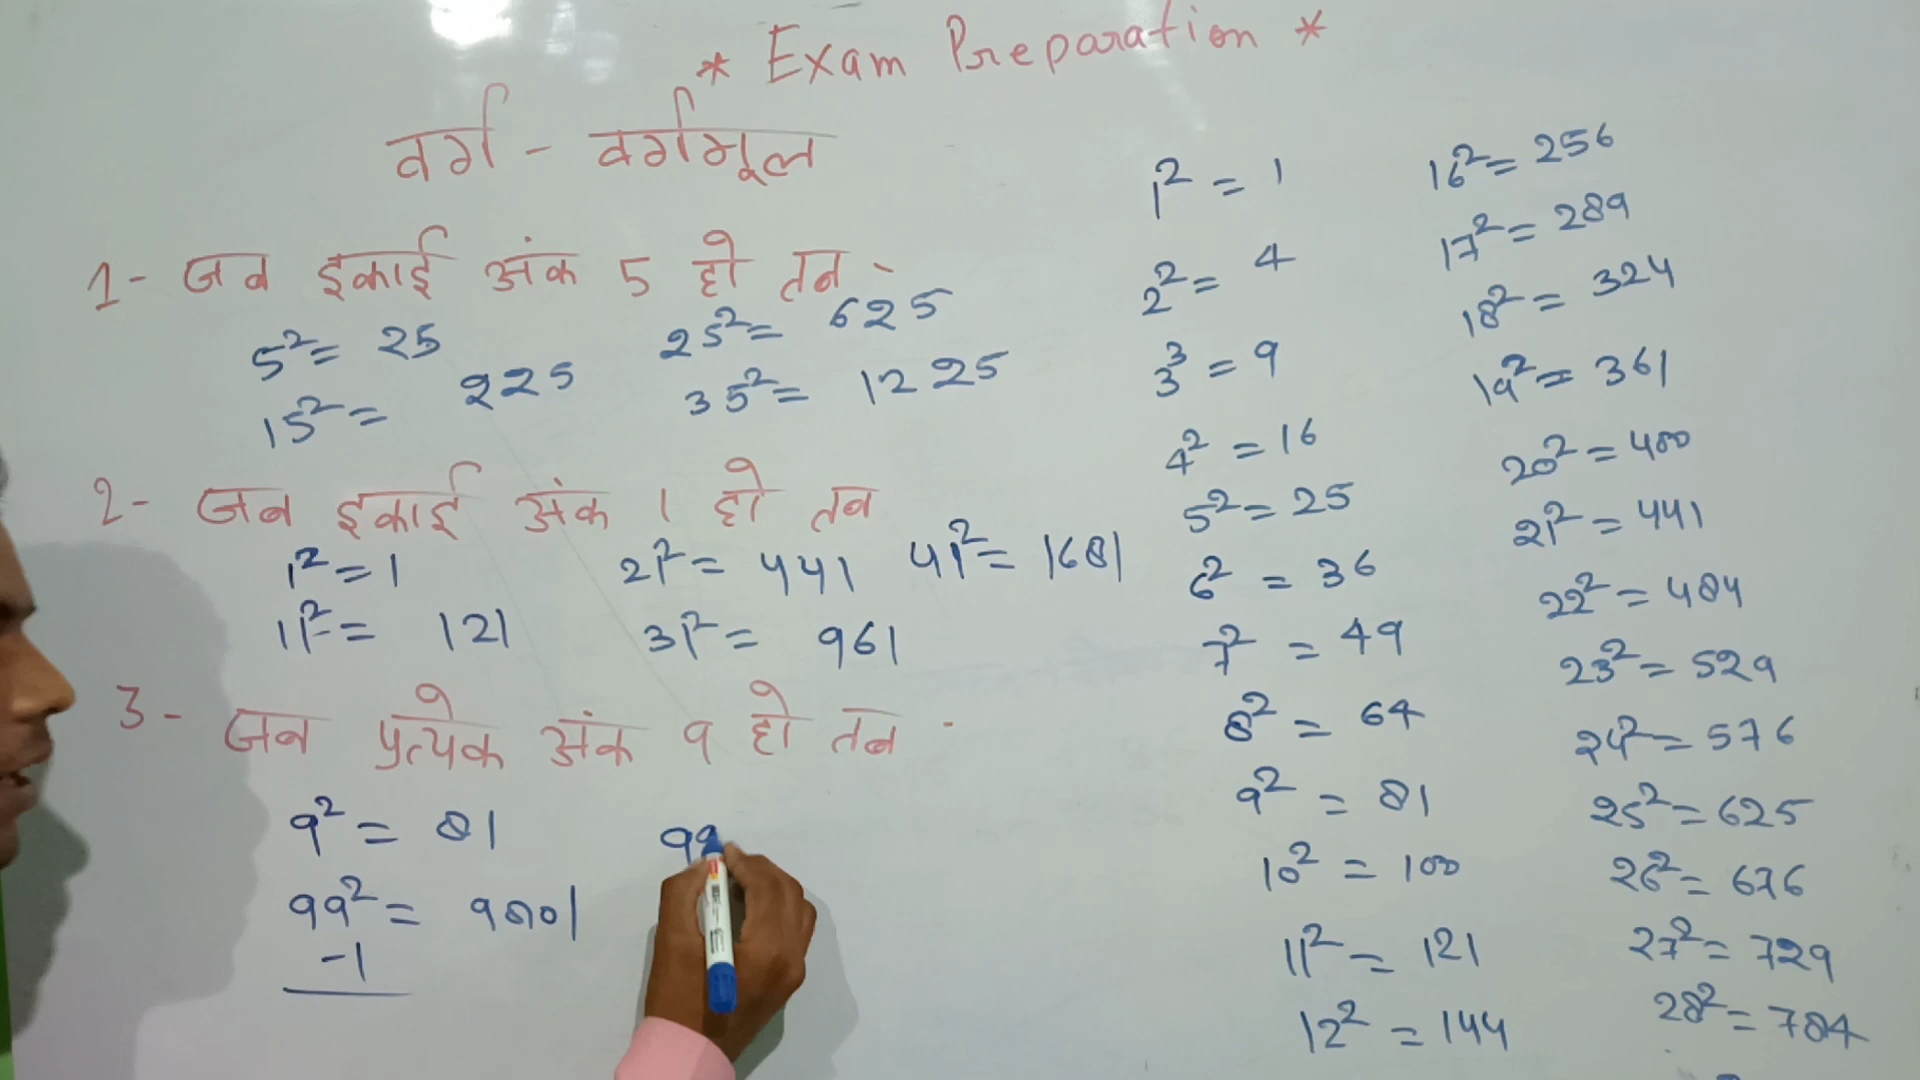 * Exam Preparation *
वर्ग - वर्गमूल
1- जब इकाई अंक 5 हो तब -
5² = 25
25² = 625
15² = 225
35² = 1225
2- जब इकाई अंक 1 हो तब
1² = 1
21² = 441
41² = 1681
11² = 121
31² = 961
3- जब प्रत्येक अंक 9 हो तब -
9² = 81
99
99² = 9801
-1
1² = 1
2² = 4
3³ = 9
4² = 16
5² = 25
6² = 36
7² = 49
8² = 64
9² = 81
10² = 100
11² = 121
12² = 144
16² = 256
17² = 289
18² = 324
19² = 361
20² = 400
21² = 441
22² = 484
23² = 529
24² = 576
25² = 625
26² = 676
27² = 729
28² = 784